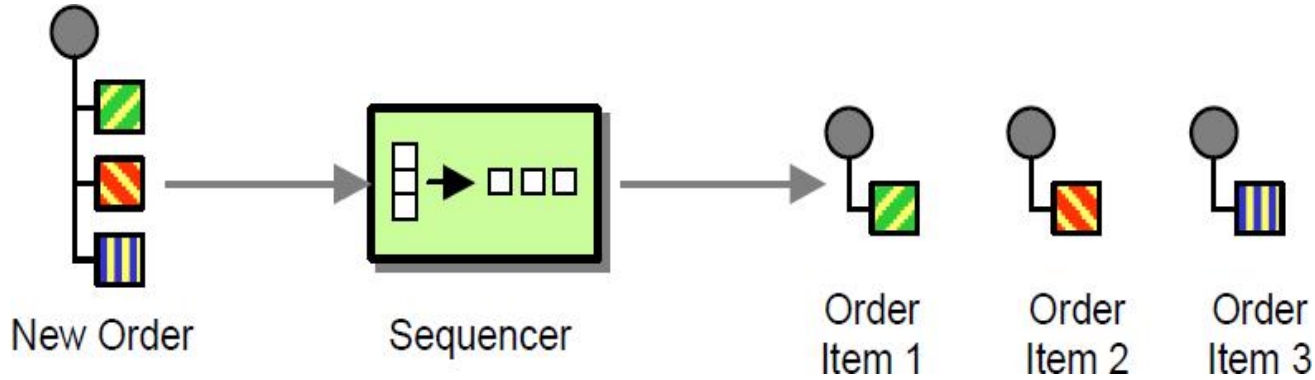 New Order
Sequencer
Order
Item 1
Order
Item 2
Order
Item 3